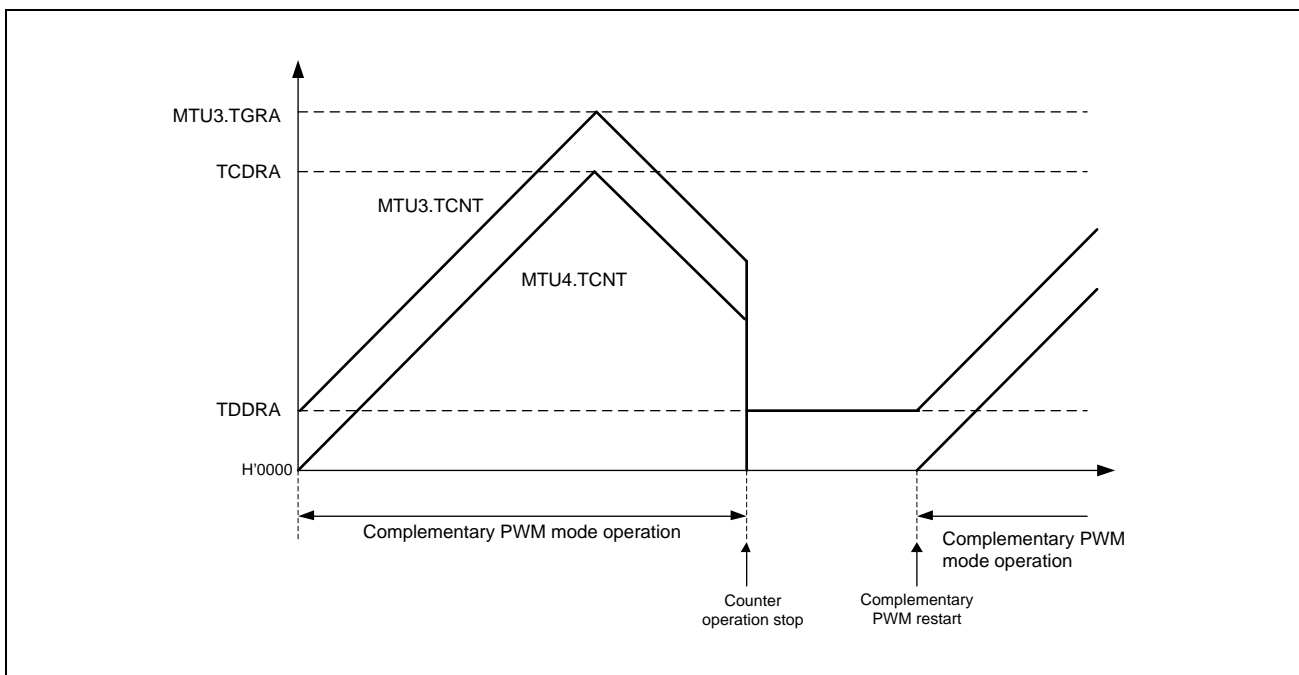 MTU3.TGRA
TCDRA
MTU3.TCNT
MTU4.TCNT
TDDRA
H'0000
Complementary PWM mode operation
Complementary PWM
mode operation
Counter
operation stop
Complementary
PWM restart